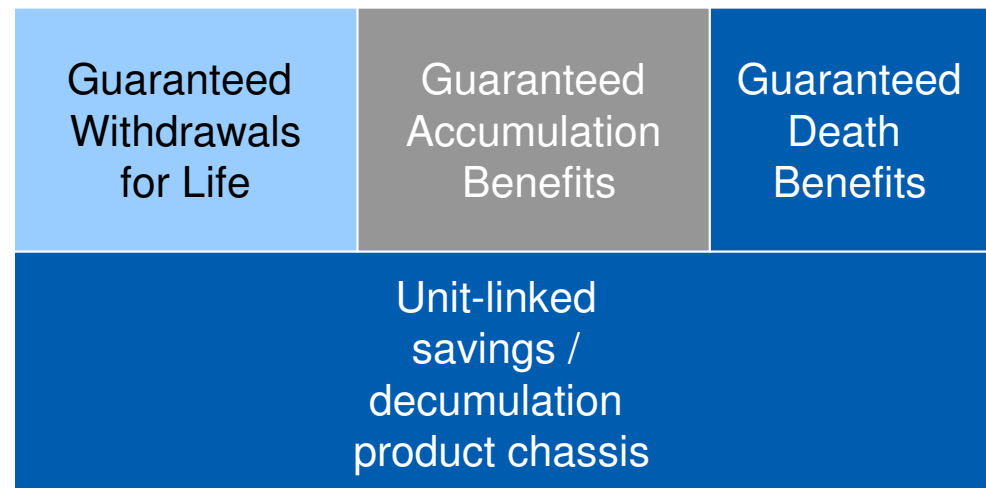 Guaranteed
Withdrawals
for Life
Guaranteed
Accumulation
Benefits
Guaranteed
Death
Benefits
Unit-linked
savings /
decumulation
product chassis